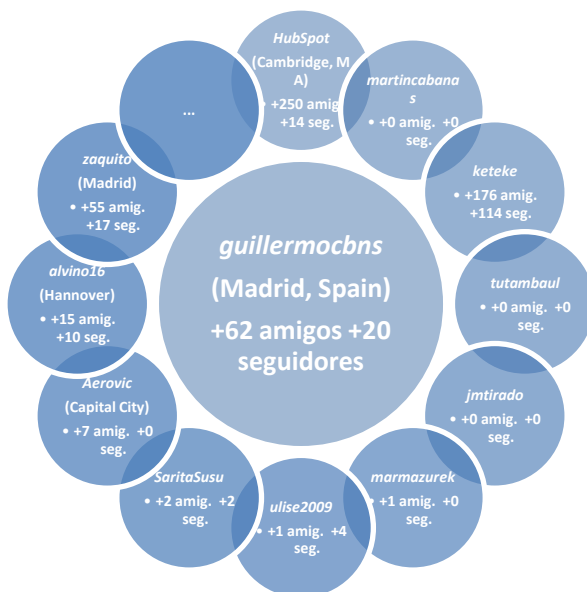 HubSpot
(Cambridge, M
A)
• +250 amig.
+14 seg.
martincabana
s
• +0 amig. +0
seg.
keteke
• +176 amig.
+114 seg.
tutambaul
• +0 amig. +0
seg.
jmtirado
• +0 amig. +0
seg.
marmazurek
• +1 amig. +0
seg.
ulise2009
• +1 amig. +4
seg.
SaritaSusu
• +2 amig. +2
seg.
Aerovic
(Capital City)
• +7 amig. +0
seg.
alvino16
(Hannover)
• +15 amig.
+10 seg.
zaquito
(Madrid)
• +55 amig.
+17 seg.
...
guillermocbns
(Madrid, Spain)
+62 amigos +20
seguidores